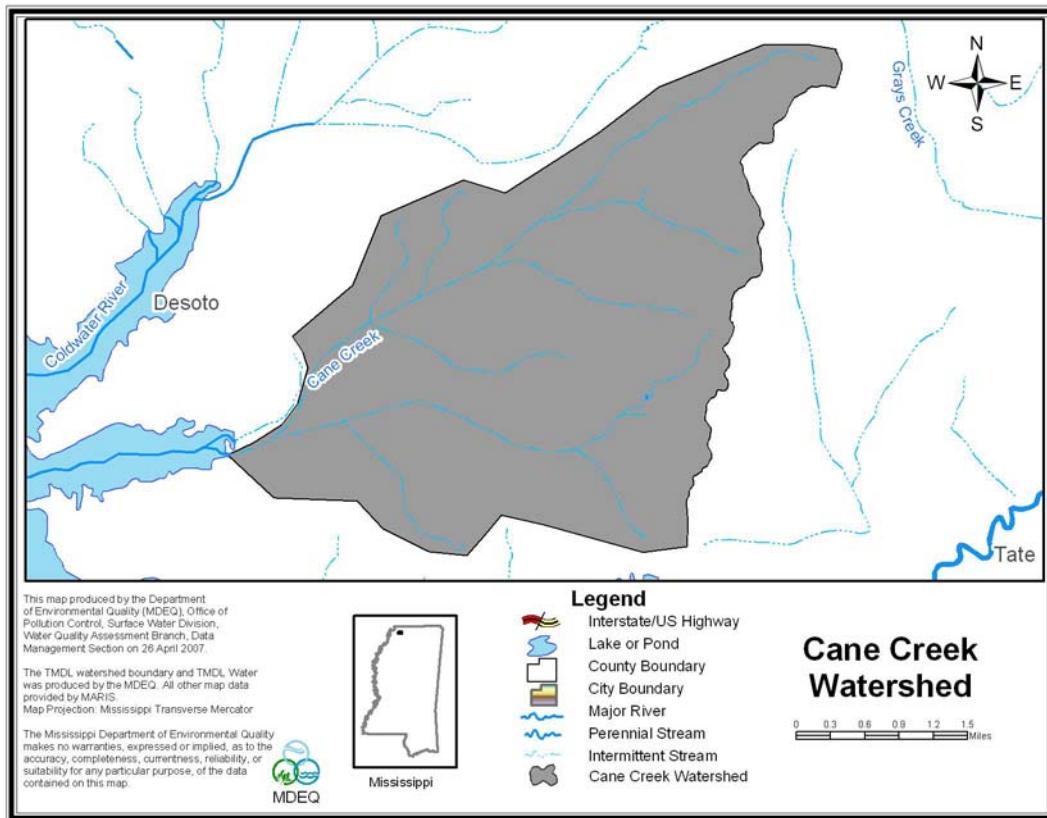 N
W E
S
Grays Creek
Coldwater River
Desoto
Cane Creek
Tate
This map produced by the Department
of Environmental Quality (MDEQ), Office of
Pollution Control, Surface Water Division,
Water Quality Assessment Branch, Data
Management Section on 26 April 2007.
The TMDL watershed boundary and TMDL Water
was produced by the MDEQ. All other map data
provided by MARIS.
Map Projection: Mississippi Transverse Mercator
The Mississippi Department of Environmental Quality
makes no warranties, expressed or implied, as to the
accuracy, completeness, currentness, reliability, or
suitability for any particular purpose, of the data
contained on this map.
MDEQ
Mississippi
Legend
Interstate/US Highway
Lake or Pond
County Boundary
City Boundary
Major River
Perennial Stream
Intermittent Stream
Cane Creek Watershed
Cane Creek
Watershed
0 0.3 0.6 0.9 1.2 1.5
Miles